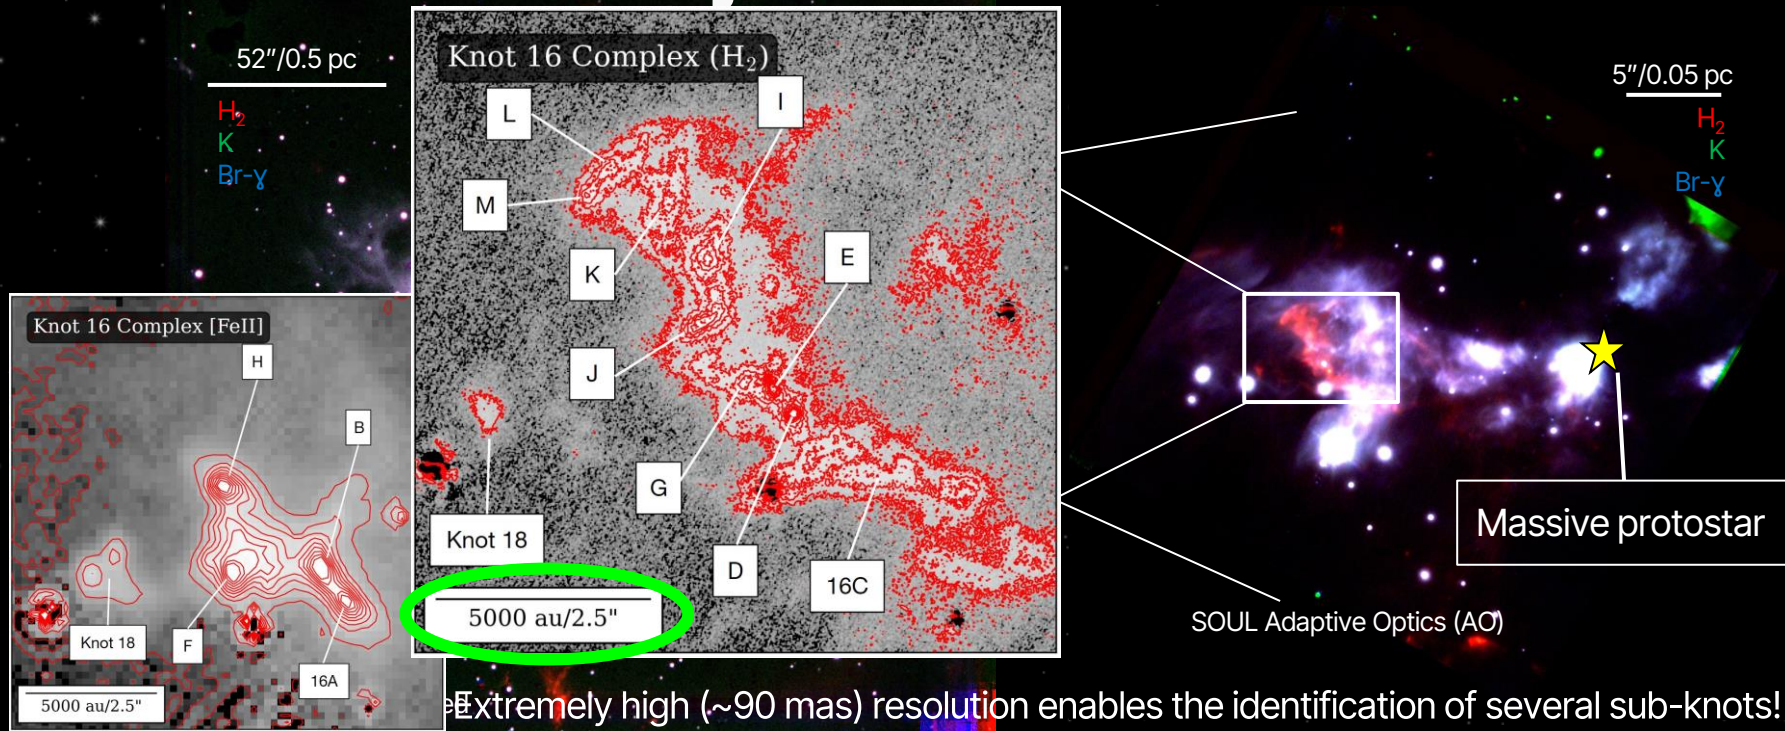 52"/0.5 pc
H₂
K
Br-γ
Knot 16 Complex (H₂)
L
I
M
E
K
J
G
Knot 18
D
16C
5000 au/2.5"
Knot 16 Complex [FeII]
H
B
Knot 18
F
16A
5000 au/2.5"
5"/0.05 pc
H₂
K
Br-γ
Massive protostar
SOUL Adaptive Optics (AO)
Extremely high (~90 mas) resolution enables the identification of several sub-knots!